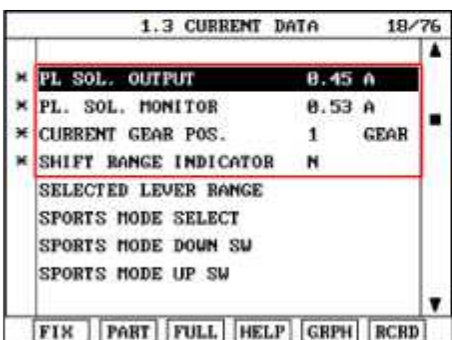 1.3 CURRENT DATA 18/76
* PL SOL. OUTPUT 0.45 A
* PL. SOL. MONITOR 0.53 A
* CURRENT GEAR POS. 1 GEAR
* SHIFT RANGE INDICATOR N
SELECTED LEVER RANGE
SPORTS MODE SELECT
SPORTS MODE DOWN SW
SPORTS MODE UP SW
FIX PART FULL HELP GRPH RCRD